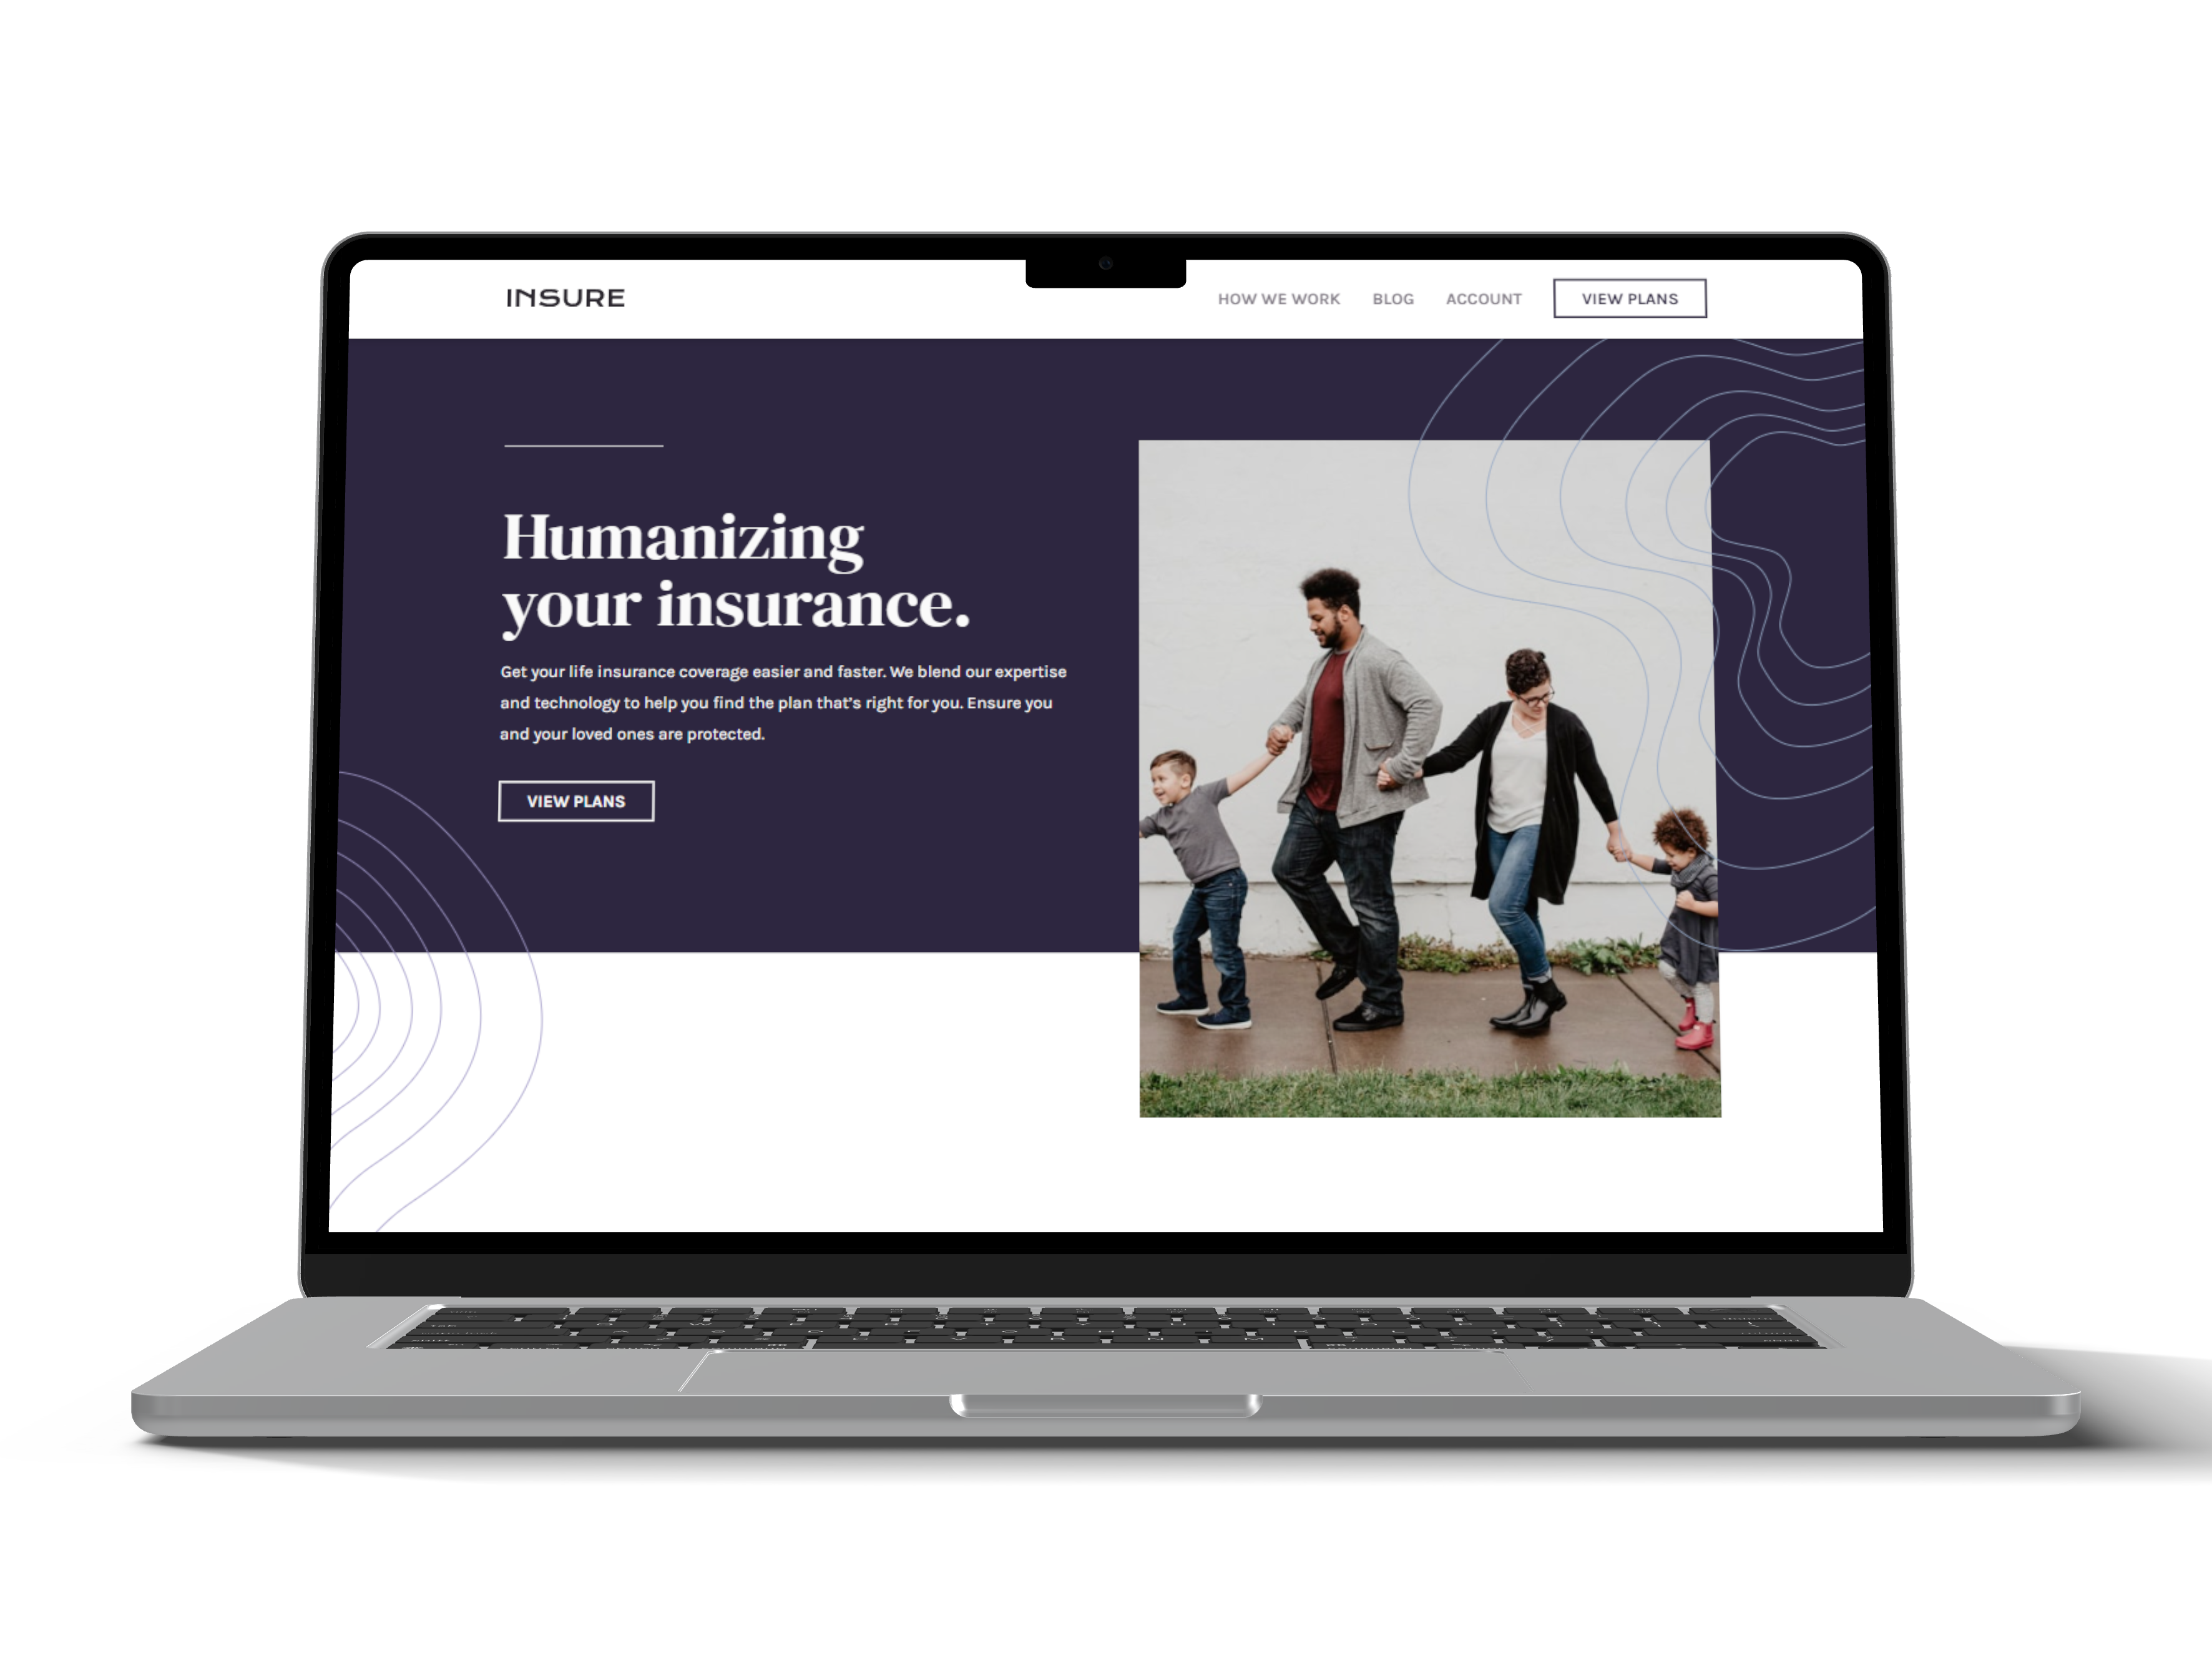 INSURE
HOW WE WORK BLOG ACCOUNT VIEW PLANS
Humanizing
your insurance.
Get your life insurance coverage easier and faster. We blend our expertise
and technology to help you find the plan that's right for you. Ensure you
and your loved ones are protected.
VIEW PLANS